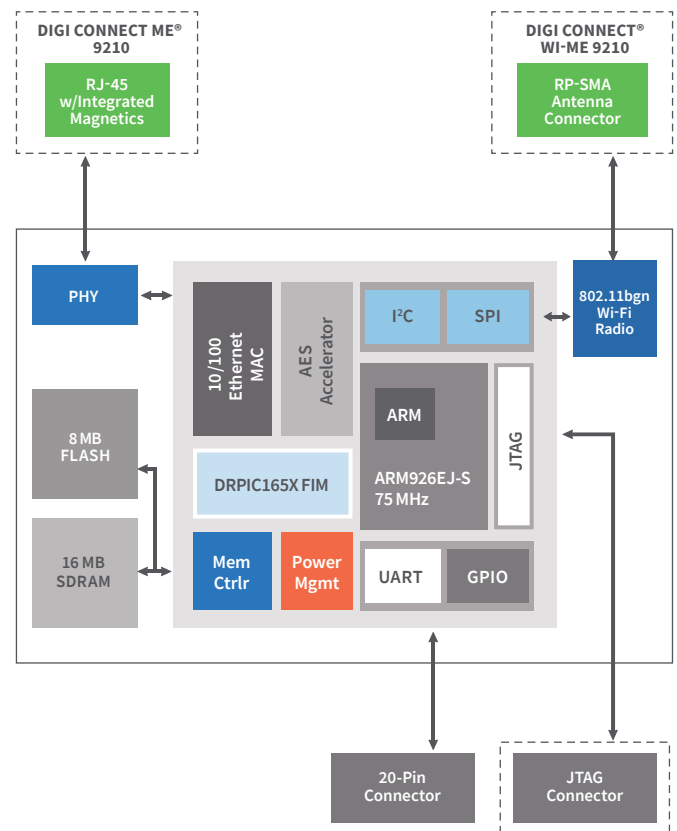 DIGI CONNECT ME®
9210
RJ-45
w/Integrated
Magnetics
DIGI CONNECT®
WI-ME 9210
RP-SMA
Antenna
Connector
PHY
10/100
Ethernet
MAC
AES
Accelerator
I²C
SPI
802.11bgn
Wi-Fi
Radio
8 MB
FLASH
ARM
ARM926EJ-S
75 MHz
JTAG
DRPIC165X FIM
16 MB
SDRAM
Mem
Ctrlr
Power
Mgmt
UART
GPIO
20-Pin
Connector
JTAG
Connector